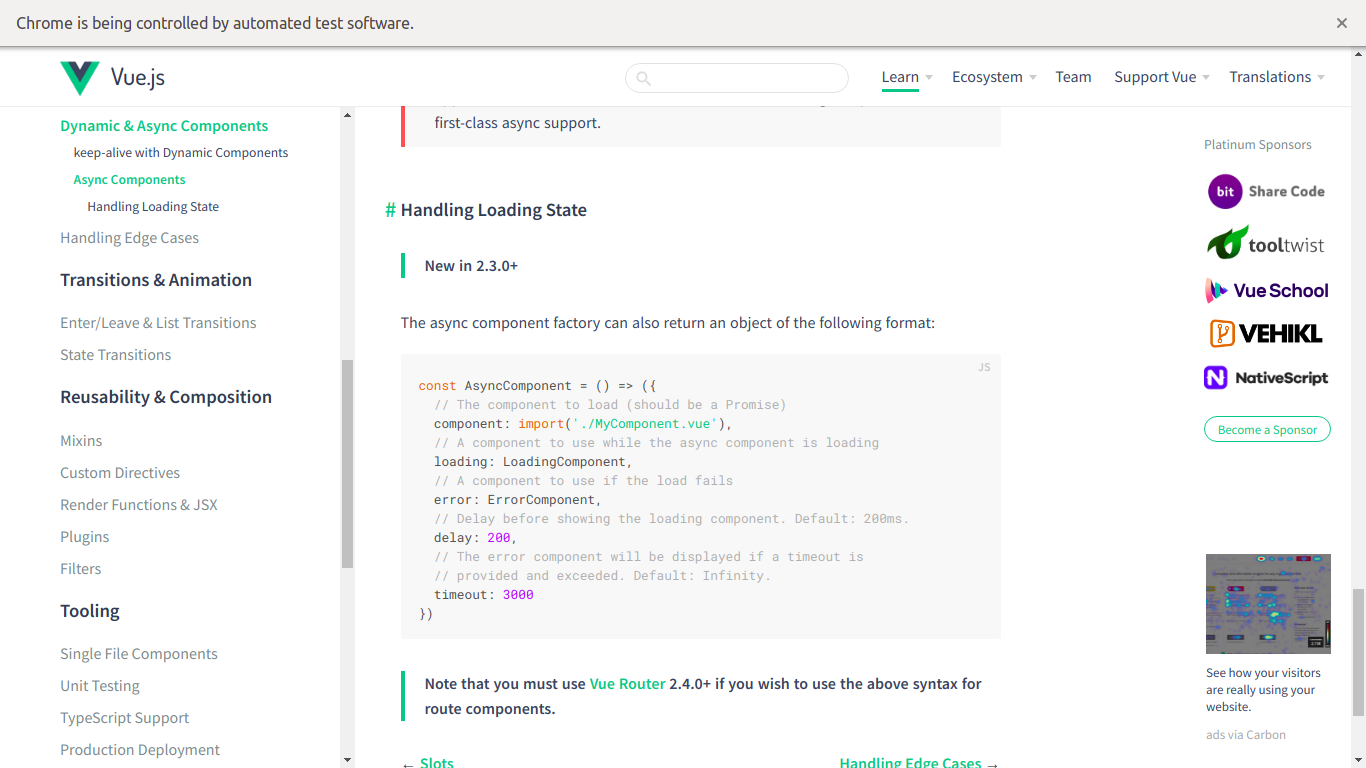 Chrome is being controlled by automated test software.
Vue.js
Learn
Ecosystem
Team
Support Vue
Translations
Dynamic & Async Components
keep-alive with Dynamic Components
Async Components
Handling Loading State
Handling Edge Cases
Transitions & Animation
Enter/Leave & List Transitions
State Transitions
Reusability & Composition
Mixins
Custom Directives
Render Functions & JSX
Plugins
Filters
Tooling
Single File Components
Unit Testing
TypeScript Support
Production Deployment
first-class async support.
# Handling Loading State
New in 2.3.0+
The async component factory can also return an object of the following format:
JS
const AsyncComponent = () => ({
// The component to load (should be a Promise)
component: import('./MyComponent.vue'),
// A component to use while the async component is loading
loading: LoadingComponent,
// A component to use if the load fails
error: ErrorComponent,
// Delay before showing the loading component. Default: 200ms.
delay: 200,
// The error component will be displayed if a timeout is
// provided and exceeded. Default: Infinity.
timeout: 3000
})
Note that you must use Vue Router 2.4.0+ if you wish to use the above syntax for
route components.
← Slots
Handling Edge Cases →
Platinum Sponsors
bit Share Code
tooltwist
Vue School
VEHIKL
NativeScript
Become a Sponsor
See how your visitors
are really using your
website.
ads via Carbon